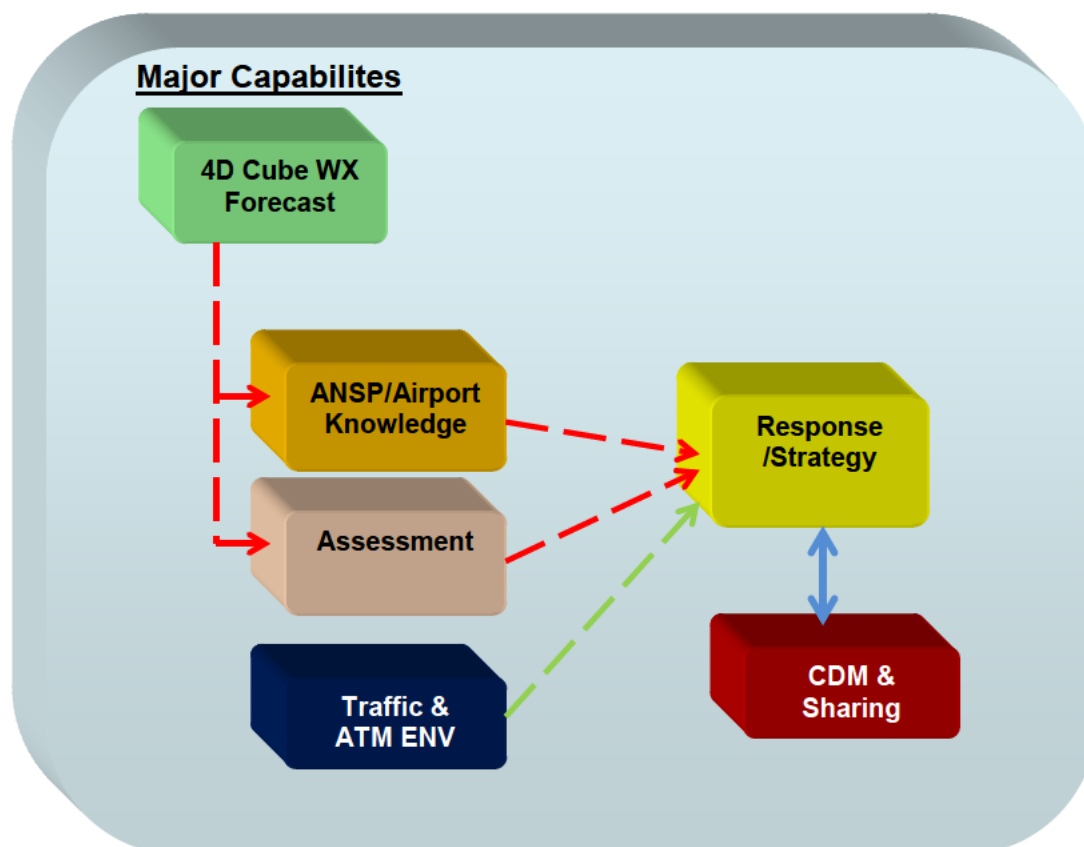 Major Capabilites
4D Cube WX
Forecast
ANSP/Airport
Knowledge
Response
/Strategy
Assessment
Traffic &
ATM ENV
CDM &
Sharing